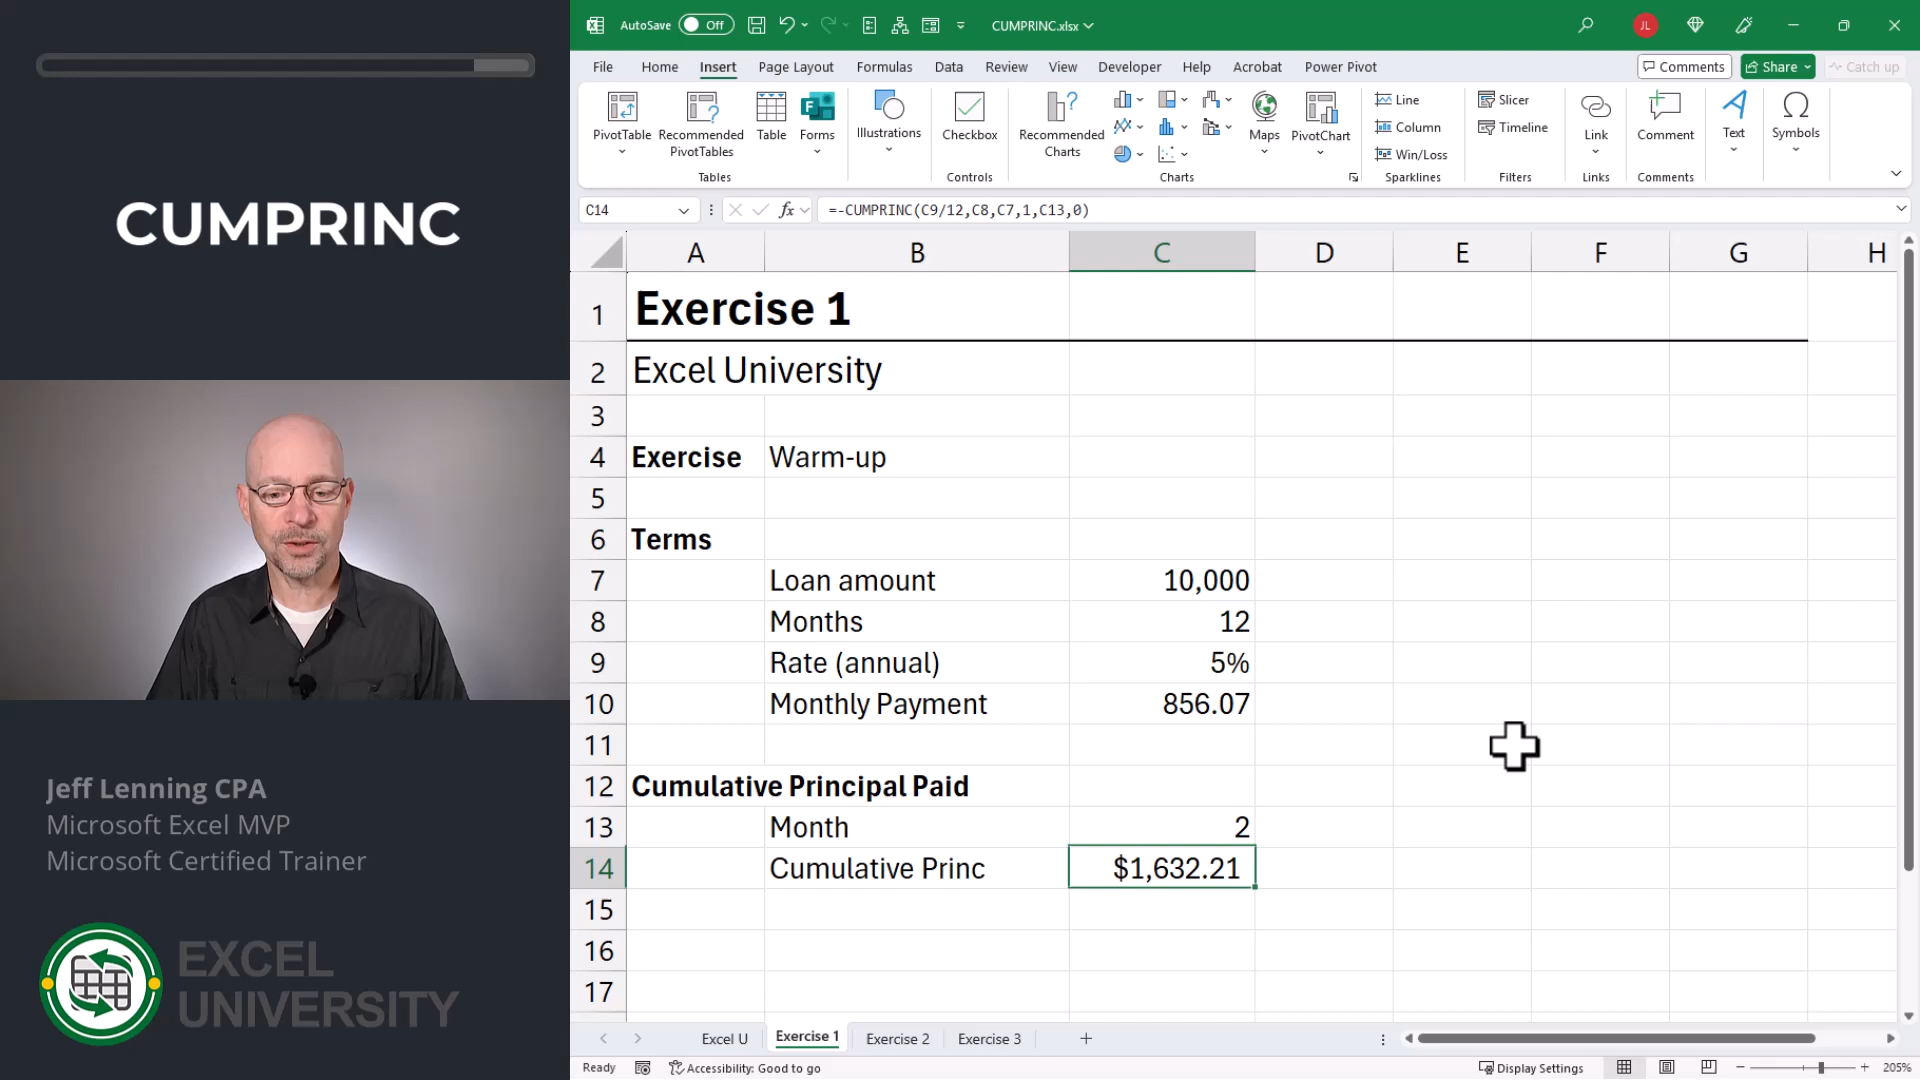 CUMPRINC
Jeff Lenning CPA
Microsoft Excel MVP
Microsoft Certified Trainer
EXCEL
UNIVERSITY
AutoSave Off CUMPRINC.xlsx JL
File Home Insert Page Layout Formulas Data Review View Developer Help Acrobat Power Pivot Comments Share Catch up
PivotTable
Recommended
PivotTables
Table
Forms
Tables
Illustrations
Checkbox
Controls
Recommended
Charts
Maps
PivotChart
Charts
Line
Column
Win/Loss
Sparklines
Slicer
Timeline
Filters
Link
Links
Comment
Comments
Text
Symbols
C14 fx =-CUMPRINC(C9/12,C8,C7,1,C13,0)
A B C D E F G H
1 Exercise 1
2 Excel University
3
4 Exercise Warm-up
5
6 Terms
7 Loan amount 10,000
8 Months 12
9 Rate (annual) 5%
10 Monthly Payment 856.07
11
12 Cumulative Principal Paid
13 Month 2
14 Cumulative Princ $1,632.21
15
16
17
Excel U Exercise 1 Exercise 2 Exercise 3
Ready Accessibility: Good to go Display Settings 205%